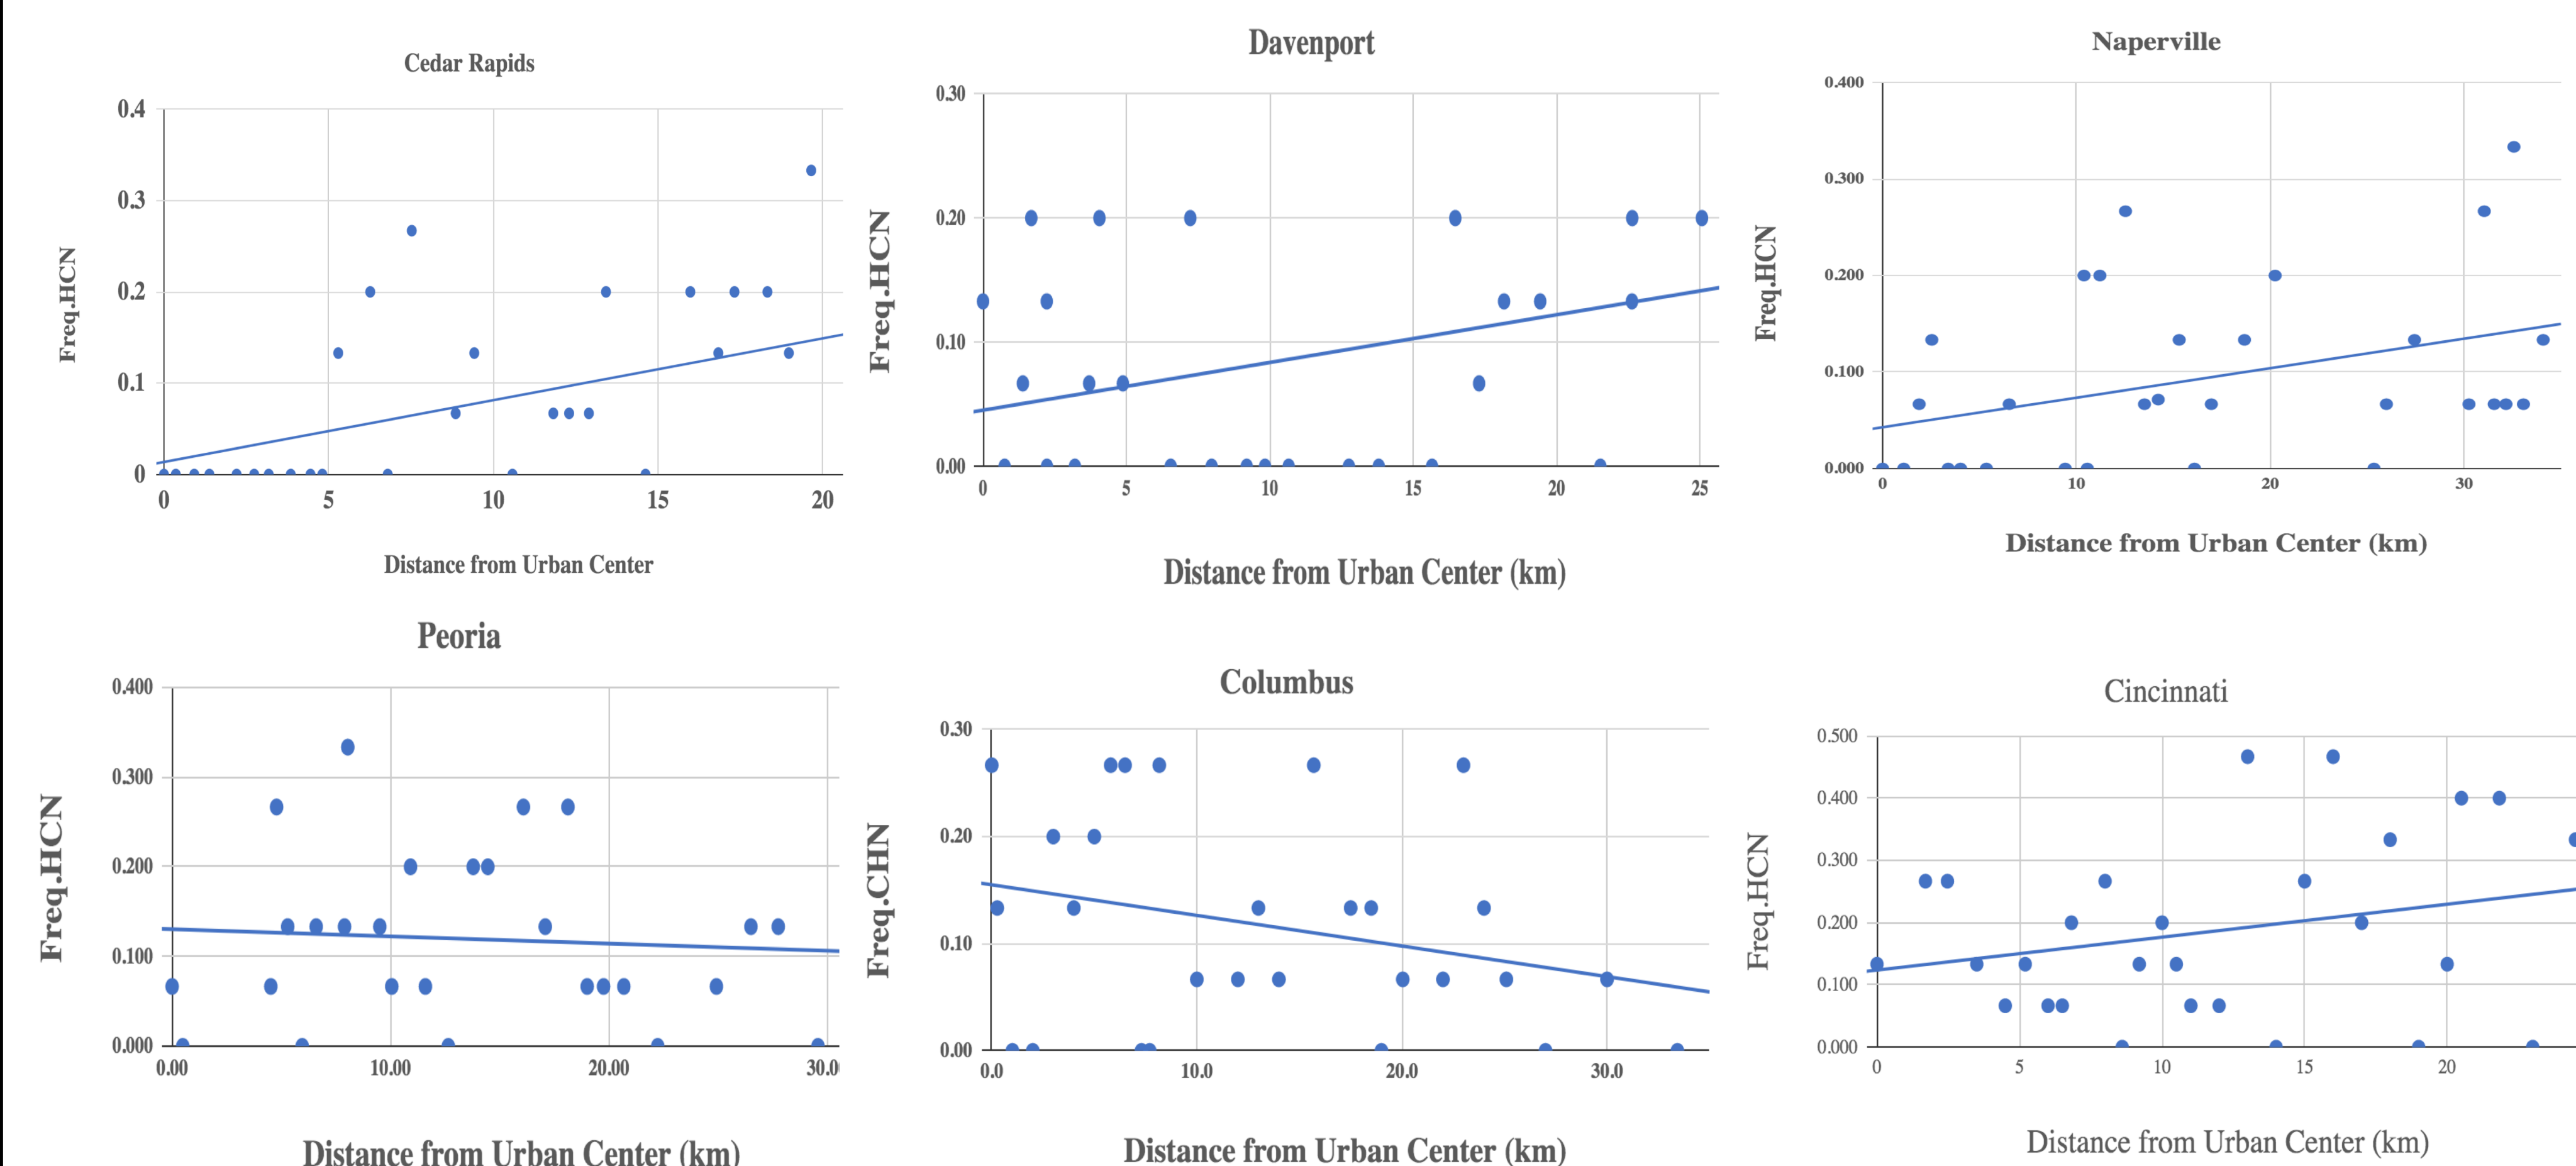 Cedar Rapids
0.4
0.3
0.2
0.1
0
Freq.HCN
0 5 10 15 20
Distance from Urban Center
Davenport
0.30
0.20
0.10
0.00
Freq.HCN
0 5 10 15 20 25
Distance from Urban Center (km)
Naperville
0.400
0.300
0.200
0.100
0.000
Freq.HCN
0 10 20 30
Distance from Urban Center (km)
Peoria
0.400
0.300
0.200
0.100
0.000
Freq.HCN
0.00 10.00 20.00 30.0
Distance from Urban Center (km)
Columbus
0.30
0.20
0.10
0.00
Freq.CHN
0.0 10.0 20.0 30.0
Distance from Urban Center (km)
Cincinnati
0.500
0.400
0.300
0.200
0.100
0.000
Freq.HCN
0 5 10 15 20
Distance from Urban Center (km)